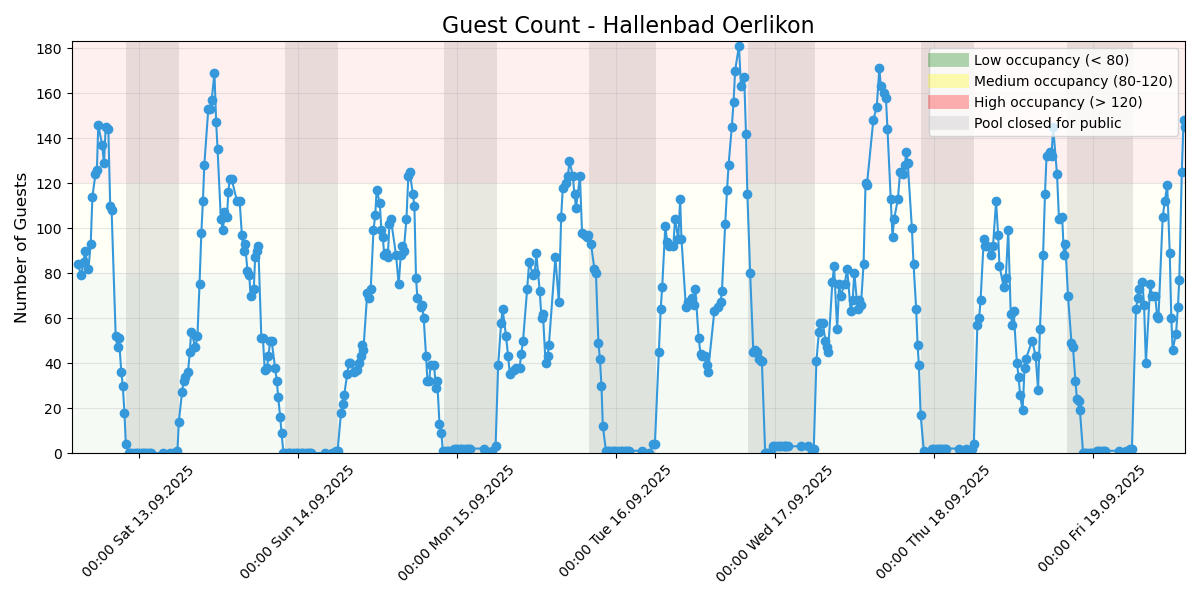 Guest Count - Hallenbad Oerlikon
Number of Guests
180
160
140
120
100
80
60
40
20
0
Low occupancy (< 80)
Medium occupancy (80-120)
High occupancy (> 120)
Pool closed for public
00:00 Sat 13.09.2025
00:00 Sun 14.09.2025
00:00 Mon 15.09.2025
00:00 Tue 16.09.2025
00:00 Wed 17.09.2025
00:00 Thu 18.09.2025
00:00 Fri 19.09.2025